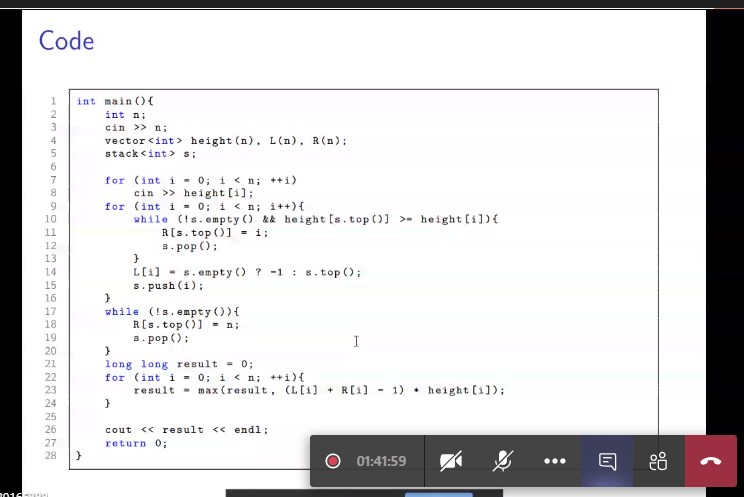 Code
1 int main(){
2 int n;
3 cin >> n;
4 vector<int> height(n), L(n), R(n);
5 stack<int> s;
6
7 for (int i = 0; i < n; ++i)
8 cin >> height[i];
9 for (int i = 0; i < n; i++){
10 while (!s.empty() && height[s.top()] >= height[i]){
11 R[s.top()] = i;
12 s.pop();
13 }
14 L[i] = s.empty() ? -1 : s.top();
15 s.push(i);
16 }
17 while (!s.empty()){
18 R[s.top()] = n;
19 s.pop();
20 }
21 long long result = 0;
22 for (int i = 0; i < n; ++i){
23 result = max(result, (L[i] + R[i] - 1) * height[i]);
24 }
25
26 cout << result << endl;
27 return 0;
28 }
01:41:59